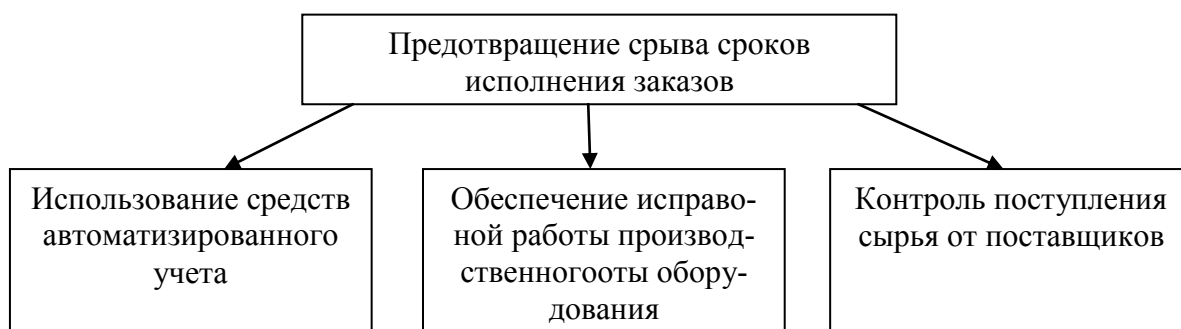 Предотвращение срыва сроков
исполнения заказов
Использование средств
автоматизированного
учета
Обеспечение исправо-
ной работы производ-
ственногооты обору-
дования
Контроль поступления
сырья от поставщиков